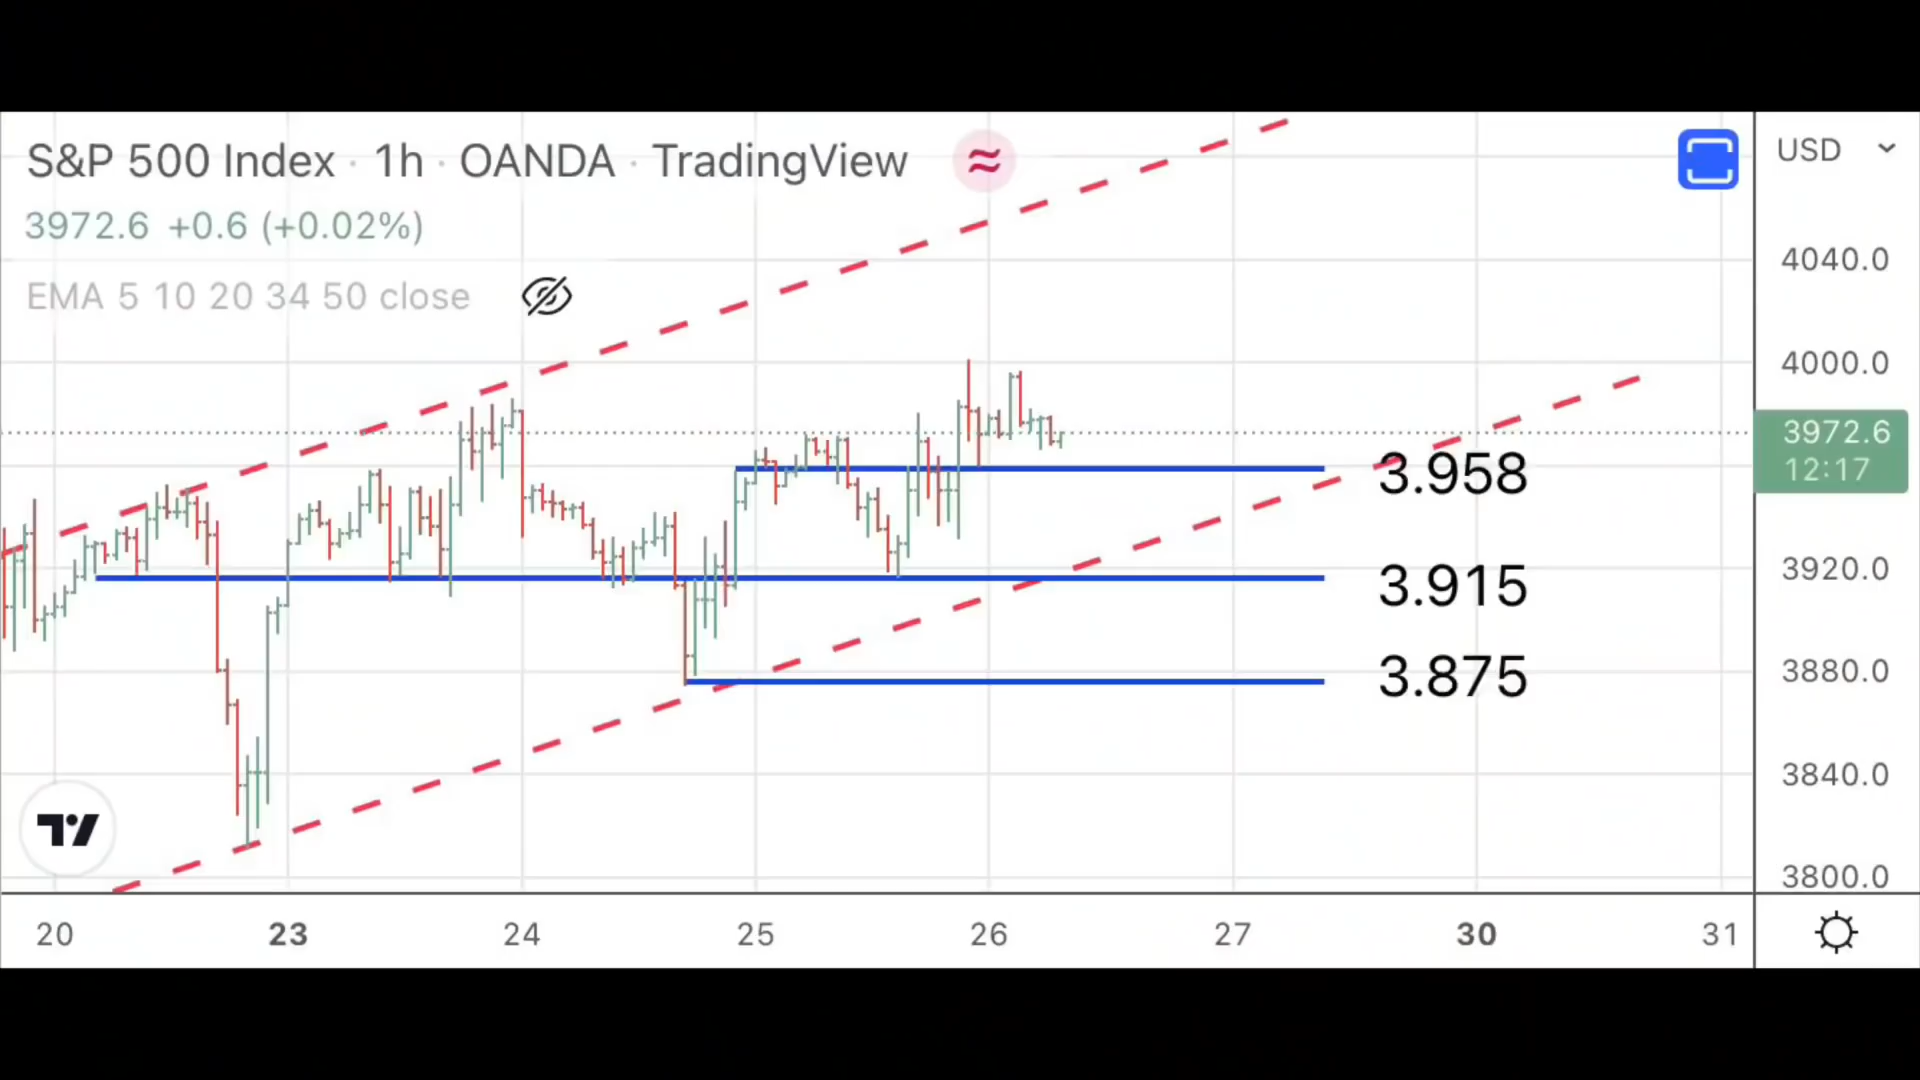 S&P 500 Index · 1h · OANDA · TradingView
USD
3972.6 +0.6 (+0.02%)
EMA 5 10 20 34 50 close
4040.0
4000.0
3972.6
12:17
3.958
3920.0
3.915
3880.0
3.875
3840.0
3800.0
20 23 24 25 26 27 30 31